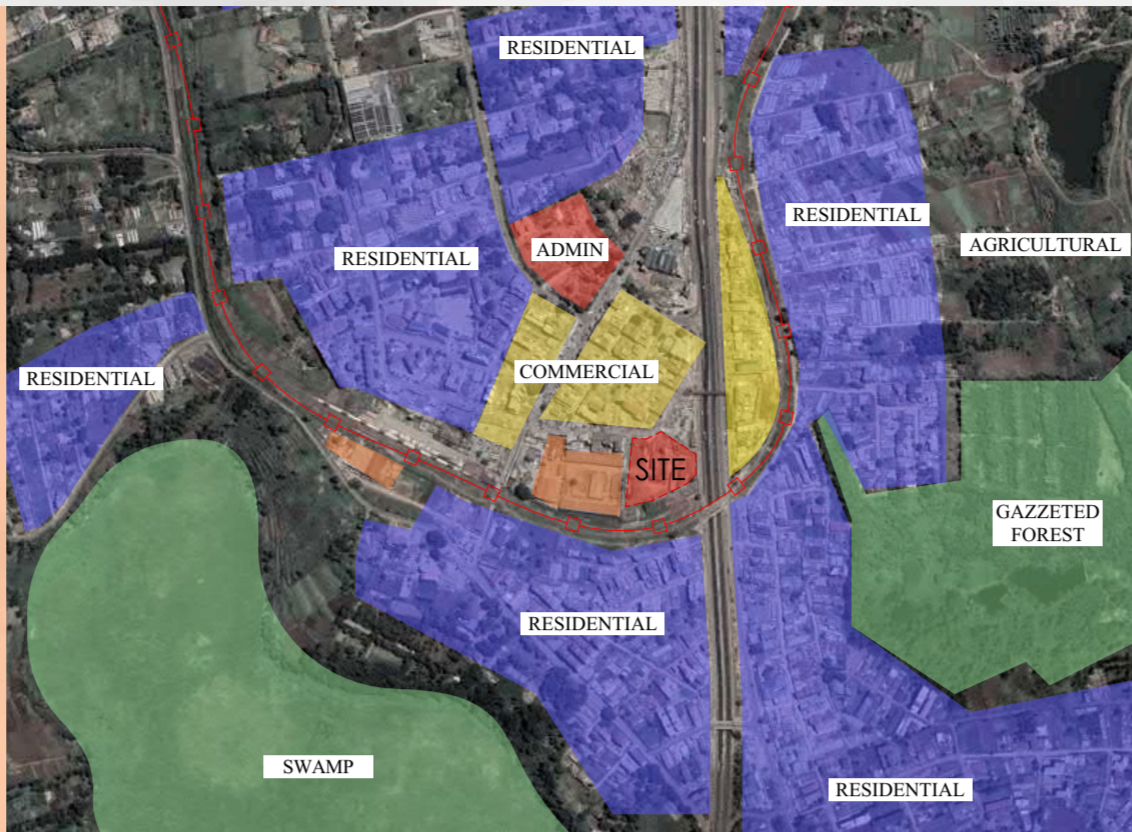 RESIDENTIAL
RESIDENTIAL
ADMIN
AGRICULTURAL
RESIDENTIAL
RESIDENTIAL
COMMERCIAL
SITE
GAZZETED
FOREST
RESIDENTIAL
SWAMP
RESIDENTIAL